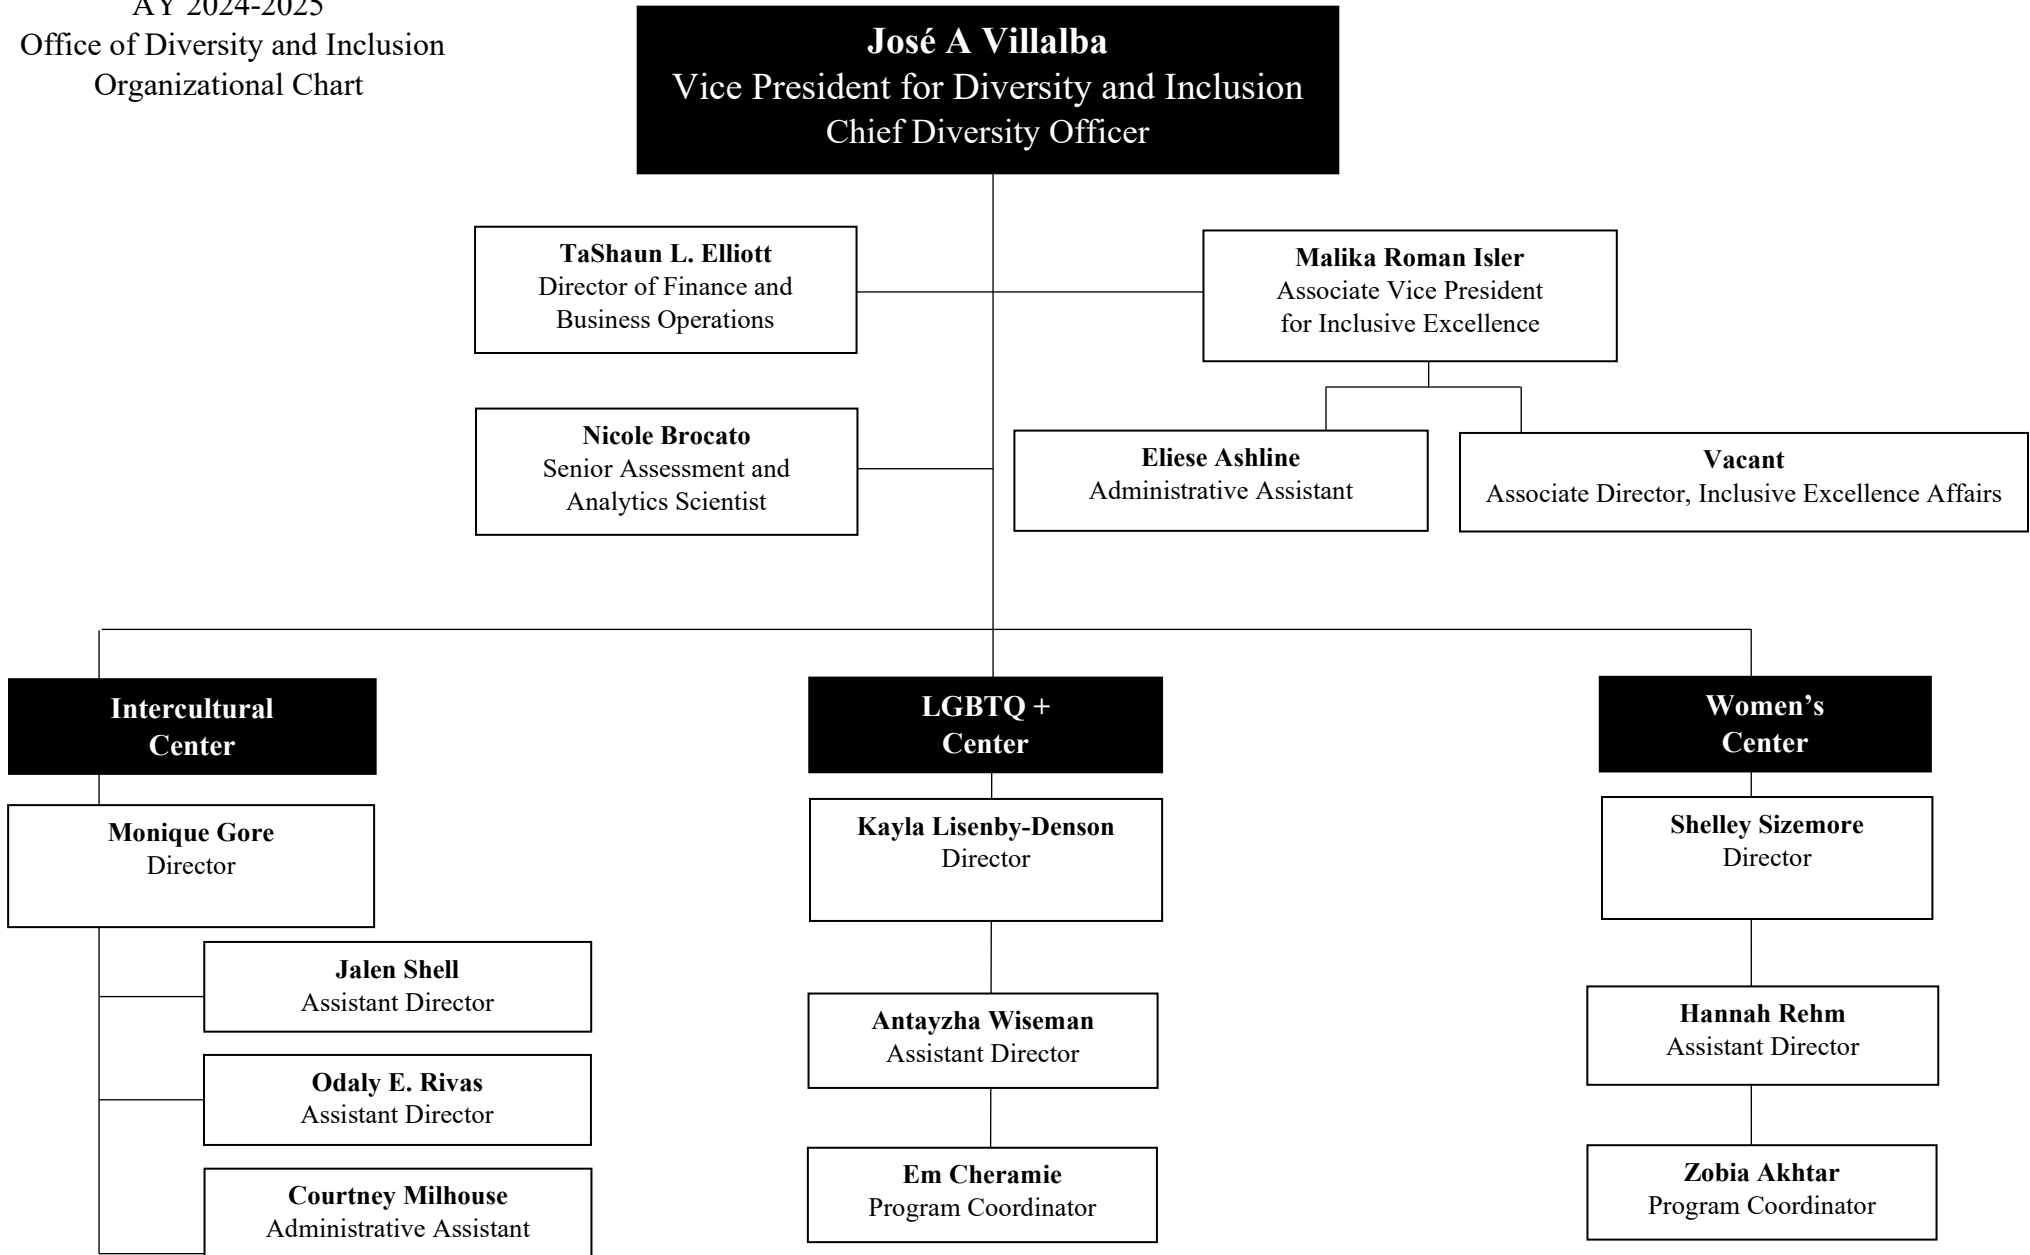 AY 2024-2025
Office of Diversity and Inclusion
Organizational Chart
José A Villalba
Vice President for Diversity and Inclusion
Chief Diversity Officer
TaShaun L. Elliott
Director of Finance and
Business Operations
Malika Roman Isler
Associate Vice President
for Inclusive Excellence
Nicole Brocato
Senior Assessment and
Analytics Scientist
Eliese Ashline
Administrative Assistant
Vacant
Associate Director, Inclusive Excellence Affairs
Intercultural
Center
LGBTQ +
Center
Women’s
Center
Monique Gore
Director
Kayla Lisenby-Denson
Director
Shelley Sizemore
Director
Jalen Shell
Assistant Director
Antayzha Wiseman
Assistant Director
Hannah Rehm
Assistant Director
Odaly E. Rivas
Assistant Director
Courtney Milhouse
Administrative Assistant
Em Cheramie
Program Coordinator
Zobia Akhtar
Program Coordinator